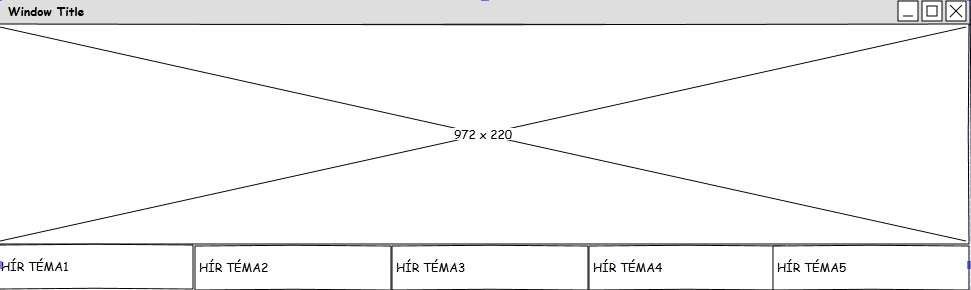 Window Title
972 x 220
HÍR TÉMA1
HÍR TÉMA2
HÍR TÉMA3
HÍR TÉMA4
HÍR TÉMA5